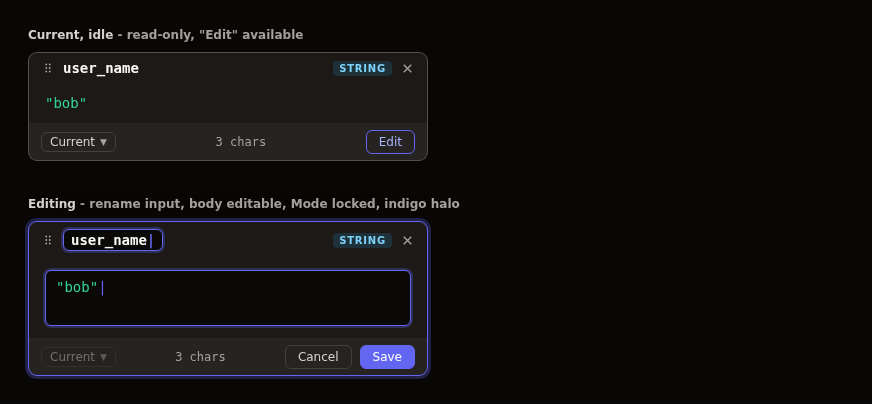 Current, idle - read-only, "Edit" available
⠿ user_name STRING ×
"bob"
Current ▼ 3 chars Edit
Editing - rename input, body editable, Mode locked, indigo halo
⠿ user_name| STRING ×
"bob"|
Current ▼ 3 chars Cancel Save